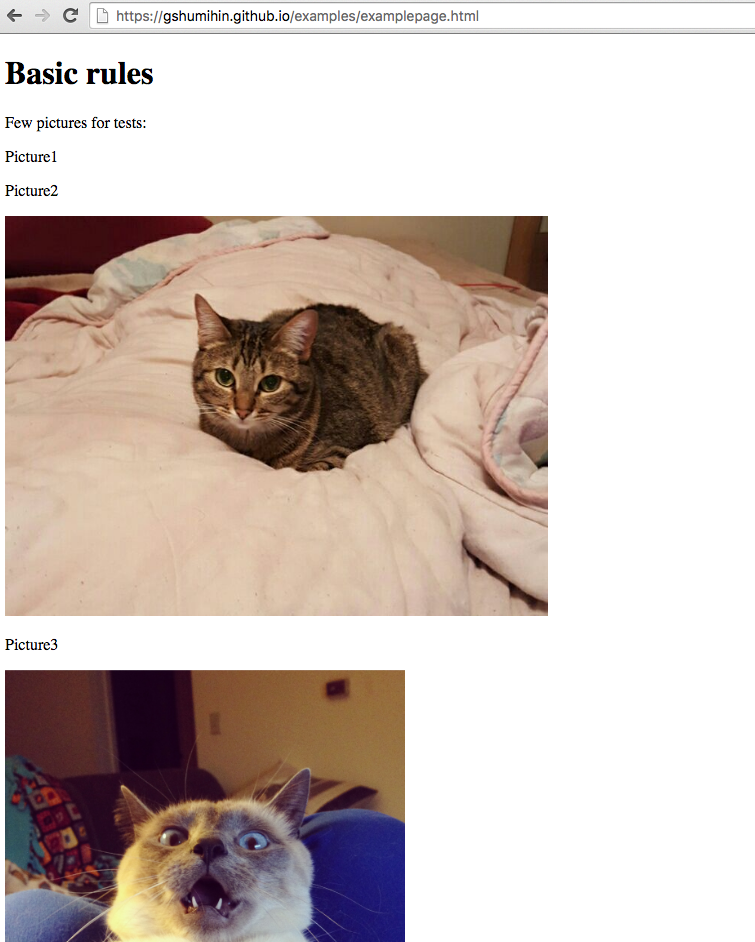 https://gshumihin.github.io/examples/examplepage.html
Basic rules
Few pictures for tests:
Picture1
Picture2
Picture3